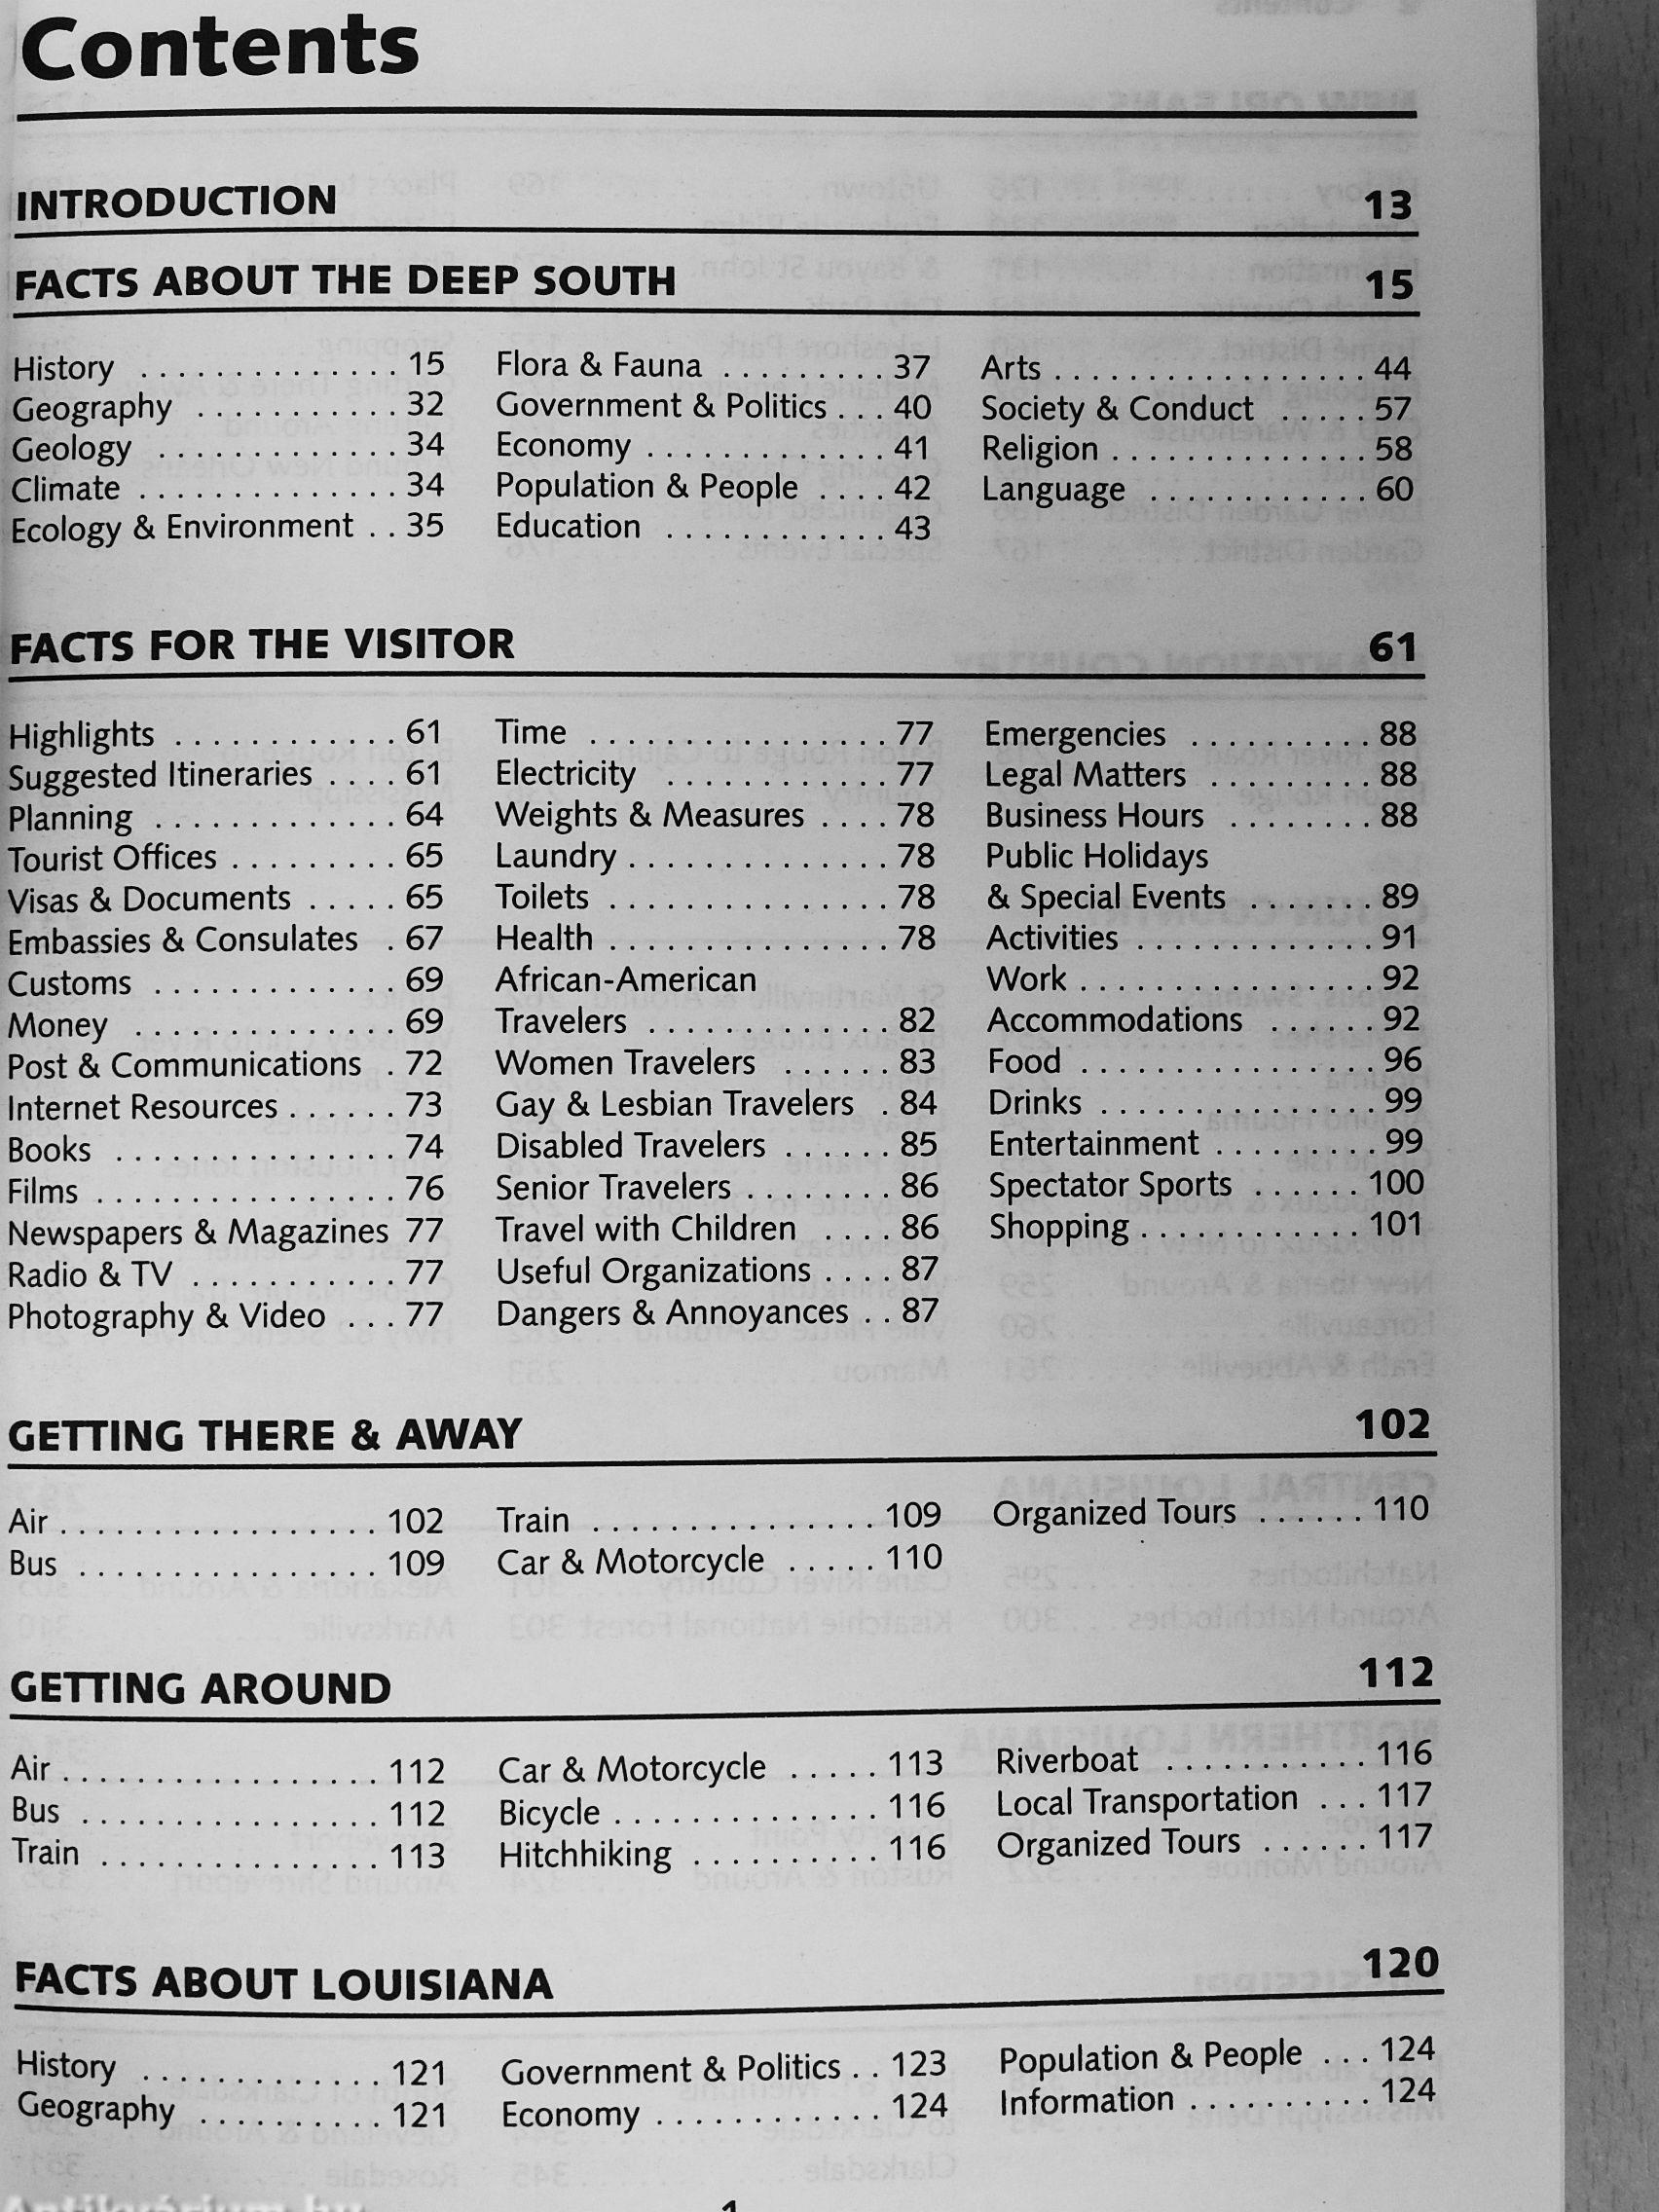 Contents
INTRODUCTION 13
FACTS ABOUT THE DEEP SOUTH 15
History . . . . . . . . . . . . . . 15
Geography . . . . . . . . . . . 32
Geology . . . . . . . . . . . . . 34
Climate . . . . . . . . . . . . . . 34
Ecology & Environment . . 35
Flora & Fauna . . . . . . . . . 37
Government & Politics . . . 40
Economy . . . . . . . . . . . . . 41
Population & People . . . . 42
Education . . . . . . . . . . . . 43
Arts . . . . . . . . . . . . . . . . . 44
Society & Conduct . . . . . 57
Religion . . . . . . . . . . . . . . 58
Language . . . . . . . . . . . . 60
FACTS FOR THE VISITOR 61
Highlights . . . . . . . . . . . . 61
Suggested Itineraries . . . . 61
Planning . . . . . . . . . . . . . 64
Tourist Offices . . . . . . . . . 65
Visas & Documents . . . . . 65
Embassies & Consulates . 67
Customs . . . . . . . . . . . . . 69
Money . . . . . . . . . . . . . . 69
Post & Communications . 72
Internet Resources . . . . . . 73
Books . . . . . . . . . . . . . . . 74
Films . . . . . . . . . . . . . . . . 76
Newspapers & Magazines 77
Radio & TV . . . . . . . . . . . 77
Photography & Video . . . 77
Time . . . . . . . . . . . . . . . . 77
Electricity . . . . . . . . . . . . 77
Weights & Measures . . . . 78
Laundry . . . . . . . . . . . . . . 78
Toilets . . . . . . . . . . . . . . . 78
Health . . . . . . . . . . . . . . . 78
African-American
Travelers . . . . . . . . . . . . . 82
Women Travelers . . . . . . 83
Gay & Lesbian Travelers . 84
Disabled Travelers . . . . . . 85
Senior Travelers . . . . . . . . 86
Travel with Children . . . . 86
Useful Organizations . . . . 87
Dangers & Annoyances . . 87
Emergencies . . . . . . . . . . 88
Legal Matters . . . . . . . . . 88
Business Hours . . . . . . . . 88
Public Holidays
& Special Events . . . . . . . 89
Activities . . . . . . . . . . . . . 91
Work . . . . . . . . . . . . . . . . 92
Accommodations . . . . . . 92
Food . . . . . . . . . . . . . . . . 96
Drinks . . . . . . . . . . . . . . . 99
Entertainment . . . . . . . . . 99
Spectator Sports . . . . . . 100
Shopping . . . . . . . . . . . . 101
GETTING THERE & AWAY 102
Air . . . . . . . . . . . . . . . . . 102
Bus . . . . . . . . . . . . . . . . 109
Train . . . . . . . . . . . . . . . 109
Car & Motorcycle . . . . . 110
Organized Tours . . . . . . 110
GETTING AROUND 112
Air . . . . . . . . . . . . . . . . . 112
Bus . . . . . . . . . . . . . . . . 112
Train . . . . . . . . . . . . . . . 113
Car & Motorcycle . . . . . 113
Bicycle . . . . . . . . . . . . . . 116
Hitchhiking . . . . . . . . . . 116
Riverboat . . . . . . . . . . . 116
Local Transportation . . . 117
Organized Tours . . . . . . 117
FACTS ABOUT LOUISIANA 120
History . . . . . . . . . . . . . 121
Geography . . . . . . . . . . 121
Government & Politics . . 123
Economy . . . . . . . . . . . . 124
Population & People . . . 124
Information . . . . . . . . . . 124
1